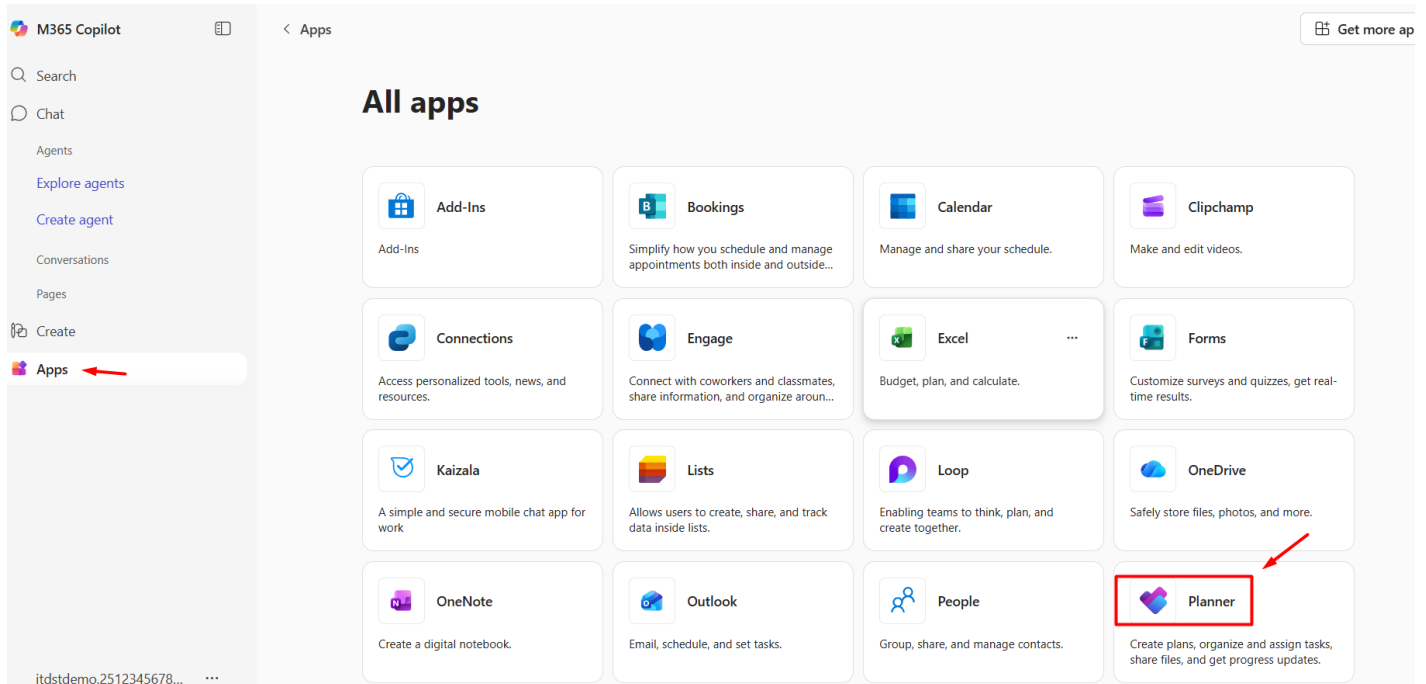 M365 Copilot
Search
Chat
Agents
Explore agents
Create agent
Conversations
Pages
Create
Apps
itdstdemo.2512345678...
Apps
Get more ap
All apps
Add-Ins
Add-Ins
Bookings
Simplify how you schedule and manage
appointments both inside and outside...
Calendar
Manage and share your schedule.
Clipchamp
Make and edit videos.
Connections
Access personalized tools, news, and
resources.
Engage
Connect with coworkers and classmates,
share information, and organize aroun...
Excel
Budget, plan, and calculate.
Forms
Customize surveys and quizzes, get real-
time results.
Kaizala
A simple and secure mobile chat app for
work
Lists
Allows users to create, share, and track
data inside lists.
Loop
Enabling teams to think, plan, and
create together.
OneDrive
Safely store files, photos, and more.
OneNote
Create a digital notebook.
Outlook
Email, schedule, and set tasks.
People
Group, share, and manage contacts.
Planner
Create plans, organize and assign tasks,
share files, and get progress updates.